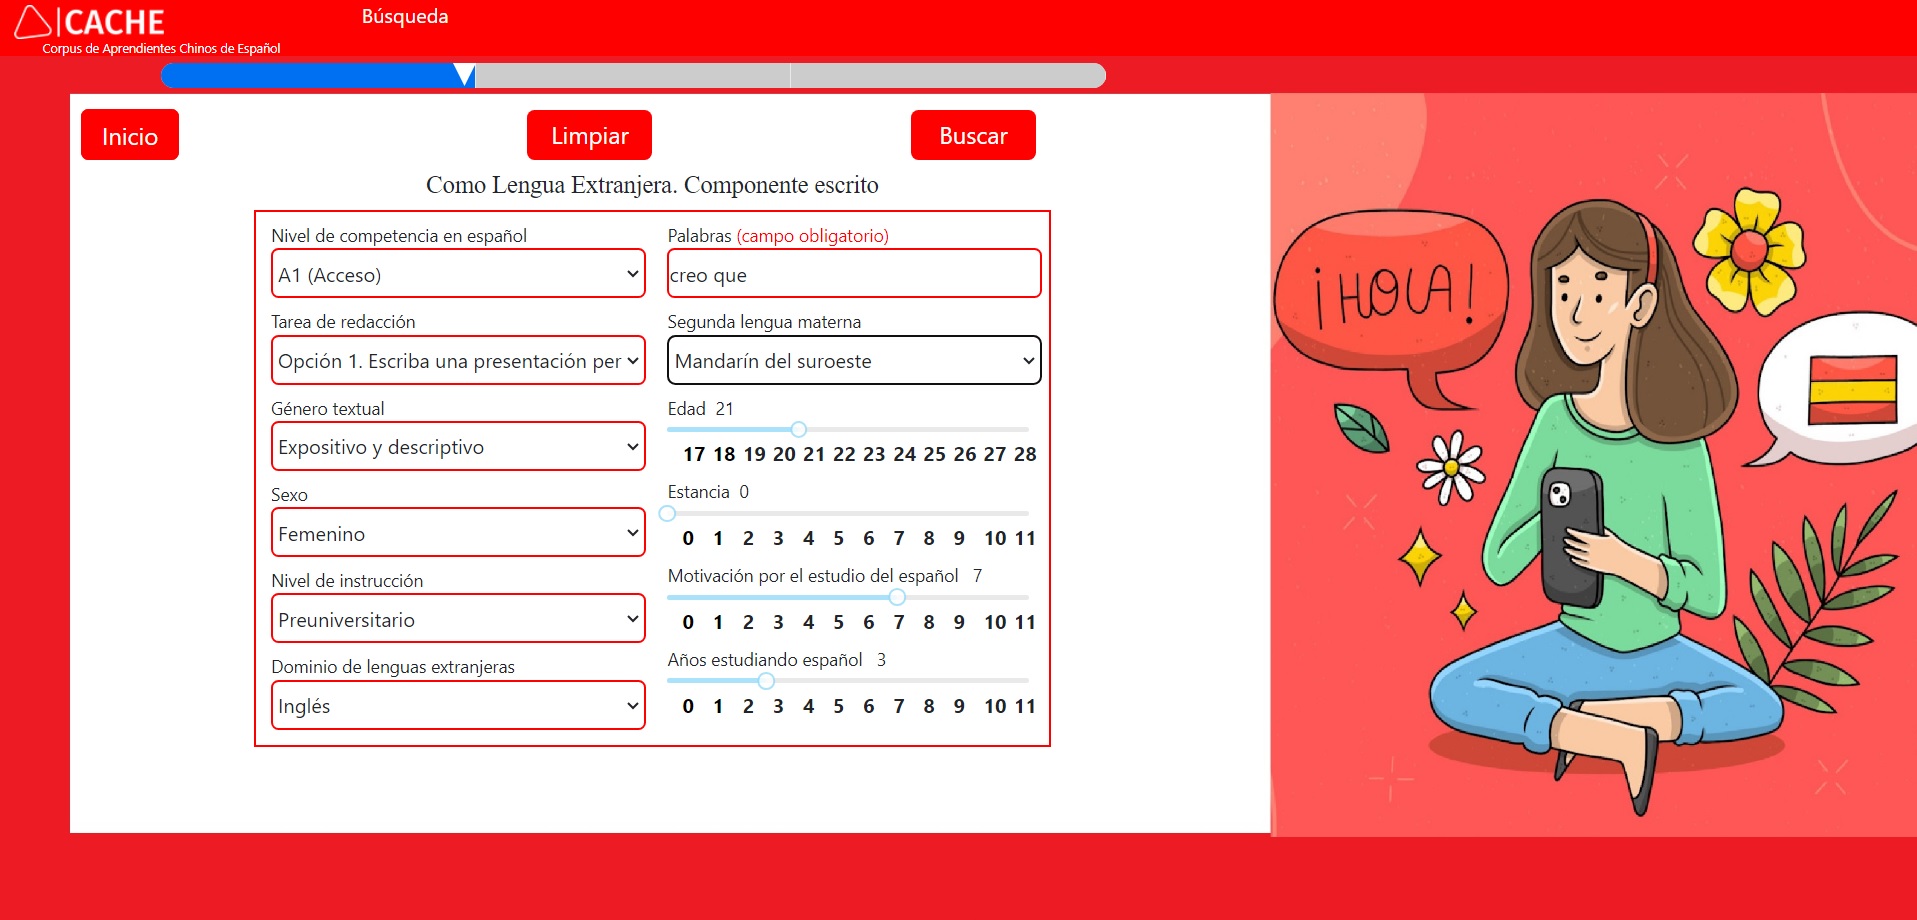 CACHE
Corpus de Aprendientes Chinos de Español
Búsqueda
Inicio
Limpiar
Buscar
Como Lengua Extranjera. Componente escrito
Nivel de competencia en español
A1 (Acceso)
Tarea de redacción
Opción 1. Escriba una presentación per
Género textual
Expositivo y descriptivo
Sexo
Femenino
Nivel de instrucción
Preuniversitario
Dominio de lenguas extranjeras
Inglés
Palabras (campo obligatorio)
creo que
Segunda lengua materna
Mandarín del suroeste
Edad 21
17 18 19 20 21 22 23 24 25 26 27 28
Estancia 0
0 1 2 3 4 5 6 7 8 9 10 11
Motivación por el estudio del español 7
0 1 2 3 4 5 6 7 8 9 10 11
Años estudiando español 3
0 1 2 3 4 5 6 7 8 9 10 11
¡HOLA!